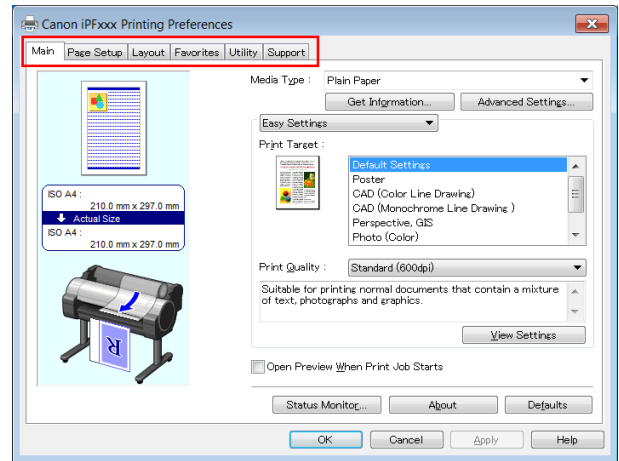 Canon iPFxxx Printing Preferences
Main Page Setup Layout Favorites Utility Support
Media Type : Plain Paper
Get Information... Advanced Settings...
Easy Settings
Print Target :
Default Settings
Poster
CAD (Color Line Drawing)
CAD (Monochrome Line Drawing )
Perspective, GIS
Photo (Color)
ISO A4 :
210.0 mm x 297.0 mm
Actual Size
ISO A4 :
210.0 mm x 297.0 mm
Print Quality : Standard (600dpi)
Suitable for printing normal documents that contain a mixture
of text, photographs and graphics.
View Settings
R
Open Preview When Print Job Starts
Status Monitor... About Defaults
OK Cancel Apply Help